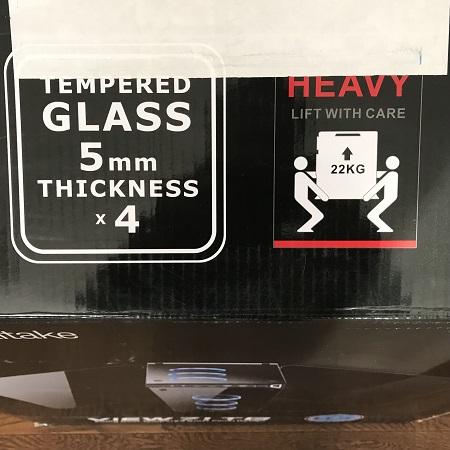 TEMPERED
GLASS
5mm
THICKNESS
x 4
HEAVY
LIFT WITH CARE
22KG